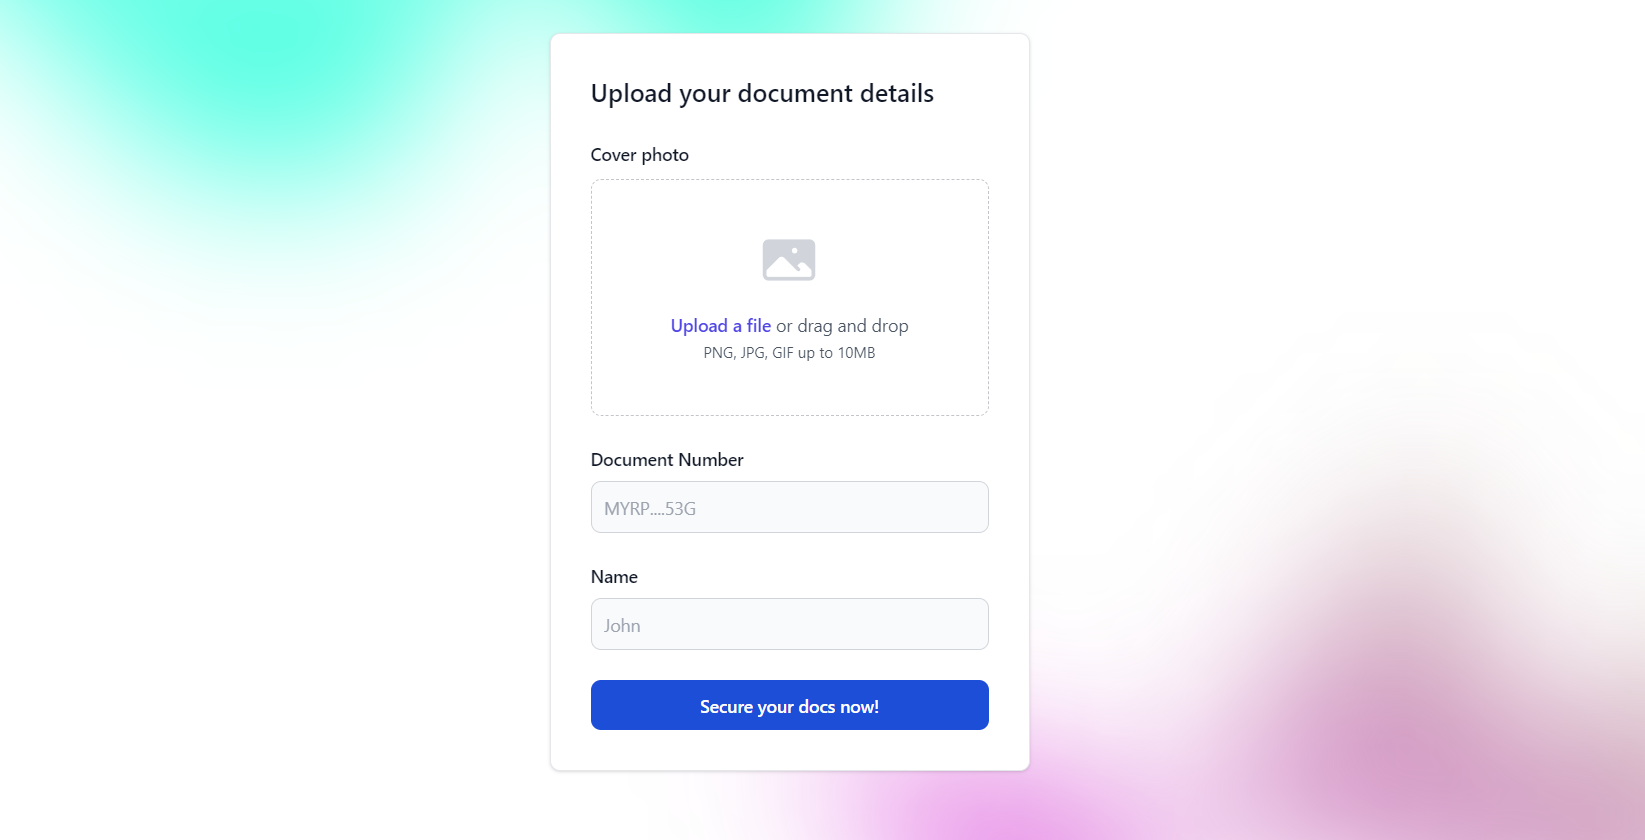 Upload your document details
Cover photo
Upload a file or drag and drop
PNG, JPG, GIF up to 10MB
Document Number
MYRP....53G
Name
John
Secure your docs now!